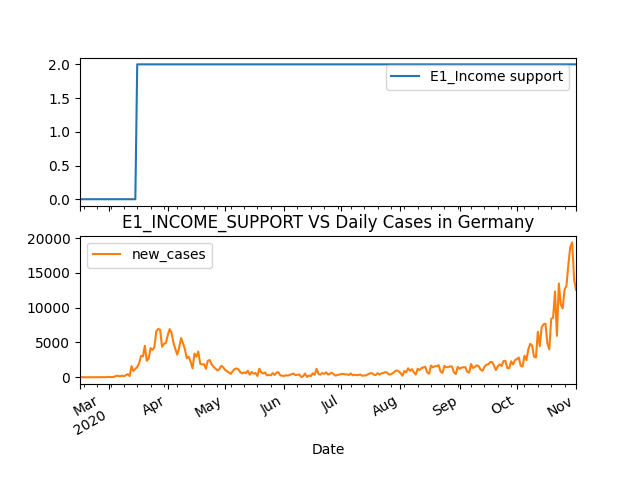 2.0
1.5
1.0
0.5
0.0
E1_Income support
E1_INCOME_SUPPORT VS Daily Cases in Germany
20000
15000
10000
5000
0
new_cases
Mar
2020
Apr
May
Jun
Jul
Aug
Sep
Oct
Nov
Date